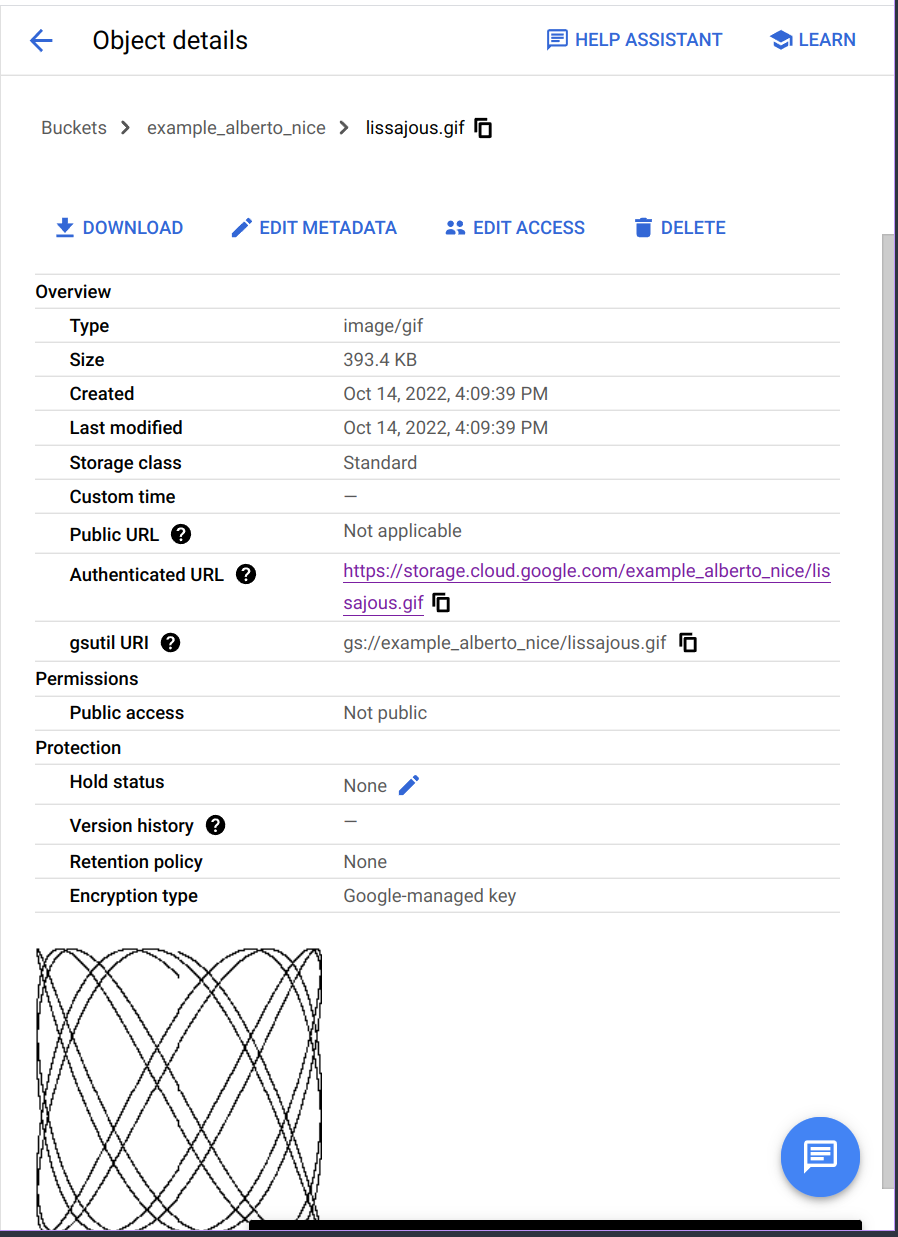 Object details
HELP ASSISTANT
LEARN
Buckets
example_alberto_nice
lissajous.gif
DOWNLOAD
EDIT METADATA
EDIT ACCESS
DELETE
Overview
Type
image/gif
Size
393.4 KB
Created
Oct 14, 2022, 4:09:39 PM
Last modified
Oct 14, 2022, 4:09:39 PM
Storage class
Standard
Custom time
—
Public URL
Not applicable
Authenticated URL
https://storage.cloud.google.com/example_alberto_nice/lis
sajous.gif
gsutil URI
gs://example_alberto_nice/lissajous.gif
Permissions
Public access
Not public
Protection
Hold status
None
Version history
—
Retention policy
None
Encryption type
Google-managed key